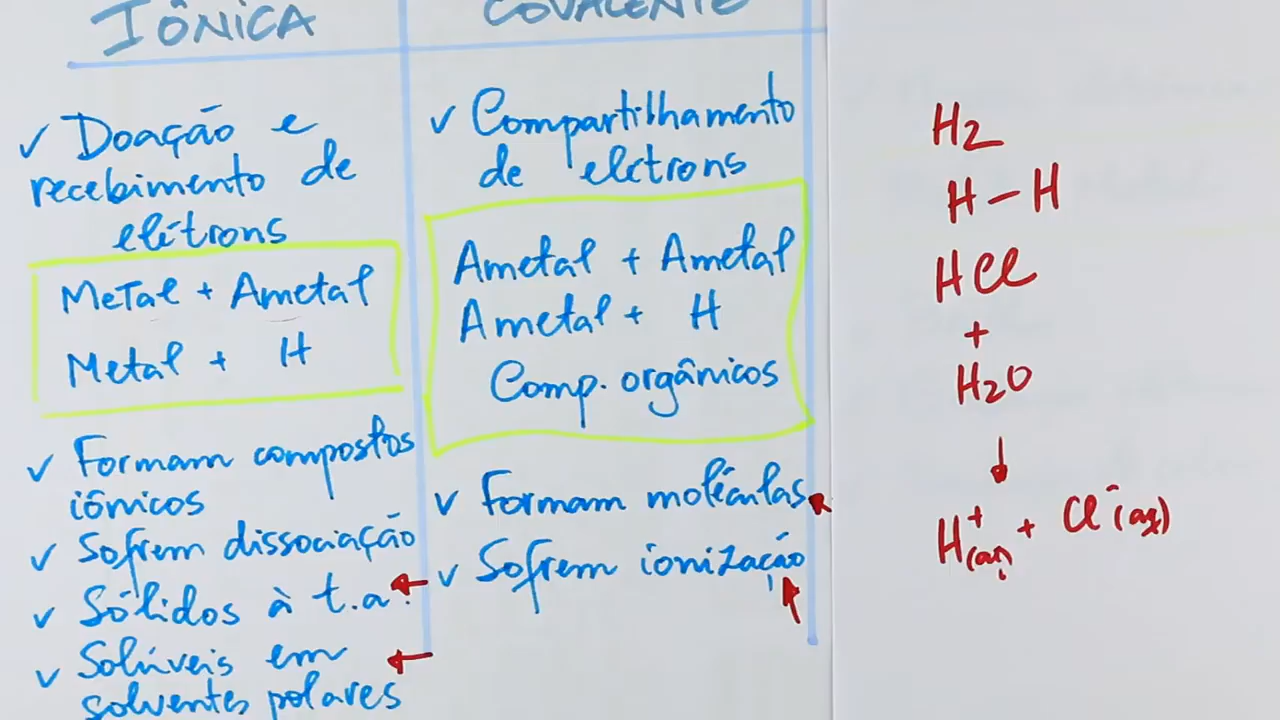 IÔNICA
✓ Doação e
recebimento de
elétrons
Metal + Ametal
Metal + H
✓ Formam compostos
iônicos
✓ Sofrem dissociação
✓ Sólidos à t.a.
✓ Solúveis em
solventes polares
COVALENTE
✓ Compartilhamento
de elétrons
Ametal + Ametal
Ametal + H
Comp. orgânicos
✓ Formam moléculas
✓ Sofrem ionização
H2
H – H
HCl
+
H2O
↓
H+(aq) + Cl-(aq)